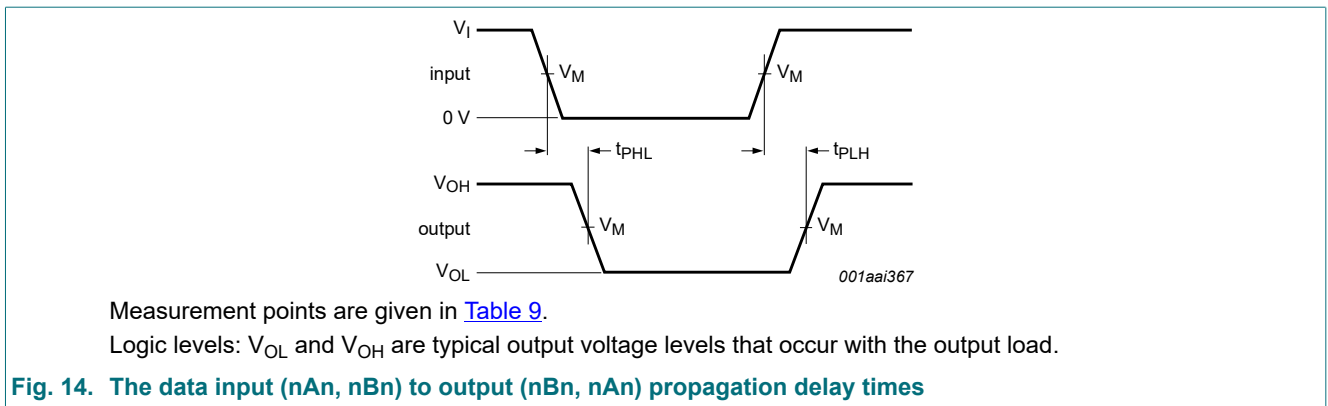 V_I
input
V_M
V_M
0 V
t_PHL
t_PLH
V_OH
output
V_M
V_M
V_OL
001aai367
Measurement points are given in Table 9.
Logic levels: V_OL and V_OH are typical output voltage levels that occur with the output load.
Fig. 14. The data input (nAn, nBn) to output (nBn, nAn) propagation delay times